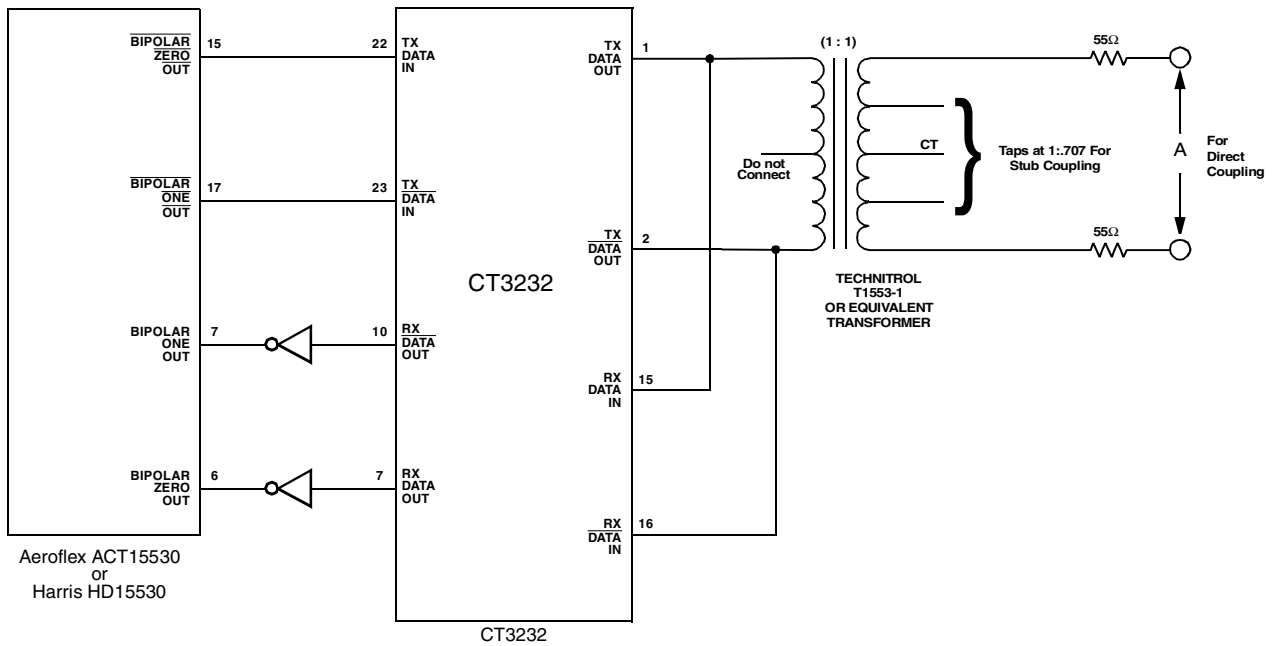 BIPOLAR
ZERO
OUT
15
22
TX
DATA
IN
BIPOLAR
ONE
OUT
17
23
TX
DATA
IN
BIPOLAR
ONE
OUT
7
10
RX
DATA
OUT
BIPOLAR
ZERO
OUT
6
7
RX
DATA
OUT
Aeroflex ACT15530
or
Harris HD15530
CT3232
CT3232
TX
DATA
OUT
1
TX
DATA
OUT
2
RX
DATA
IN
15
RX
DATA
IN
16
(1 : 1)
Do not
Connect
CT
}
Taps at 1:.707 For
Stub Coupling
TECHNITROL
T1553-1
OR EQUIVALENT
TRANSFORMER
55Ω
55Ω
A
For
Direct
Coupling